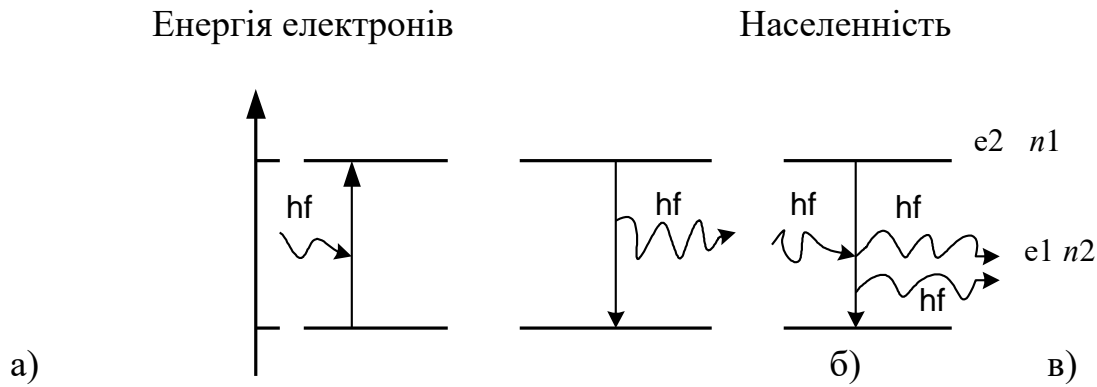 Енергія електронів Населенність
e2 n1
hf hf hf hf
e1 n2
hf
а) б) в)